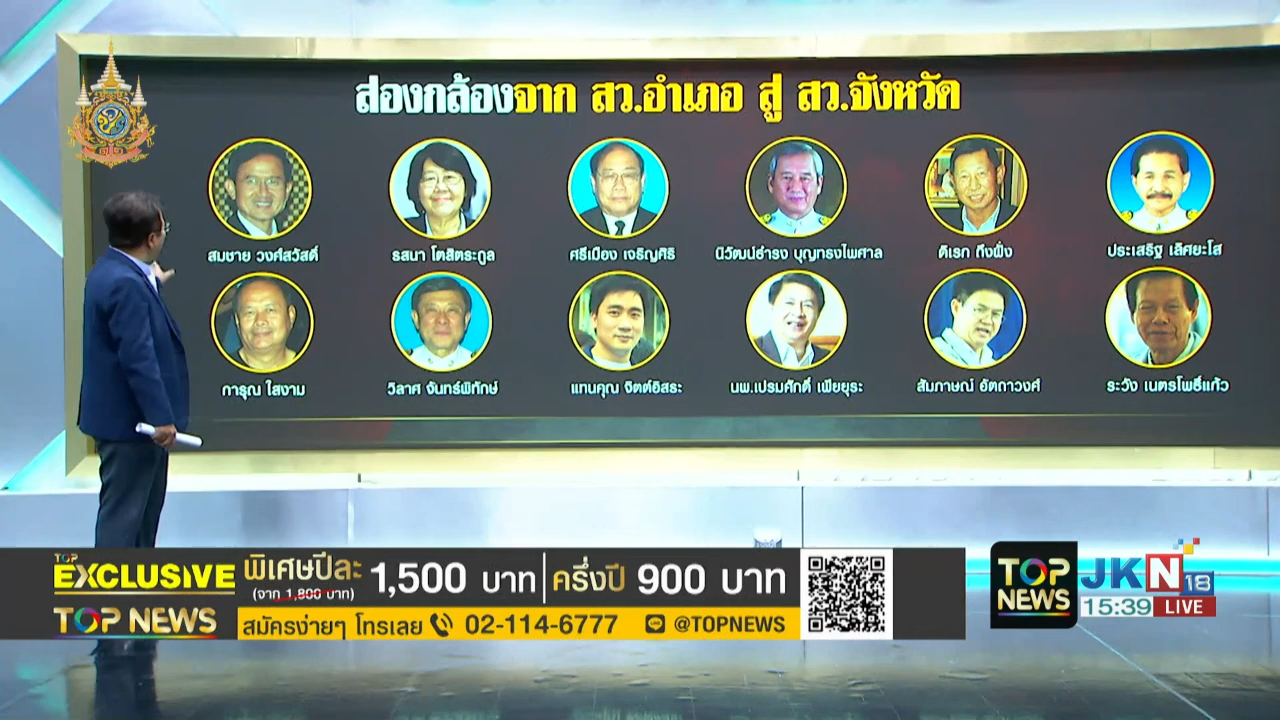 ส่องกล้องจาก สว.อำเภอ สู่ สว.จังหวัด
สมชาย วงศ์สวัสดิ์
รสนา โตสิตระกูล
ศรีเมือง เจริญศิริ
นิวัฒน์ธำรง บุญทรงไพศาล
ดิเรก ถึงฝั่ง
ประเสริฐ เลิศยะโส
การุณ ใสงาม
วิลาศ จันทร์พิทักษ์
แทนคุณ จิตต์อิสระ
นพ.เปรมศักดิ์ เพียยุระ
สัมภาษณ์ อัตถาวงศ์
ระวัง เนตรโพธิ์แก้ว
TOP EXCLUSIVE
TOP NEWS
พิเศษปีละ 1,500 บาท ครึ่งปี 900 บาท
(จาก 1,800 บาท)
สมัครง่ายๆ โทรเลย 02-114-6777 @TOPNEWS
TOP NEWS
JKN 18
15:39 LIVE